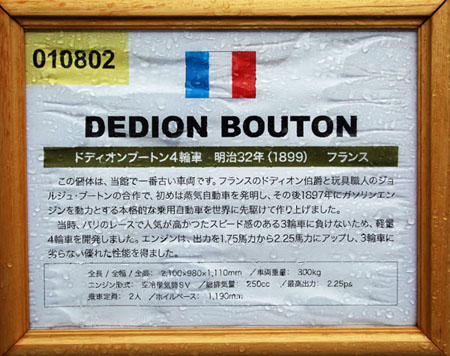 010802
DEDION BOUTON
ドディオンブートン4輪車 明治32年(1899) フランス
この個体は、当館で一番古い車両です。フランスのドディオン伯爵と玩具職人のジョ
ルジュ・ブートンの合作で、初めは蒸気自動車を発明し、その後1897年にガソリンエン
ジンを動力とする本格的な乗用自動車を世界に先駆けて作り上げました。
当時、パリのレースで人気が高かつたスピード感のある3輪車に負けないため、軽量
4輪車を開発しました。エンジンは、出力を1.75馬力から2.25馬力にアップし、3輪車に
劣らない優れた性能を得ました。
全長/全幅/全高: 2,100×980×1,110mm /車両重量: 300kg
エンジン形式: 空冷単気筒SV /総排気量: 250cc /最高出力: 2.25ps
乗車定員: 2人 /ホイルベース: 1,190mm